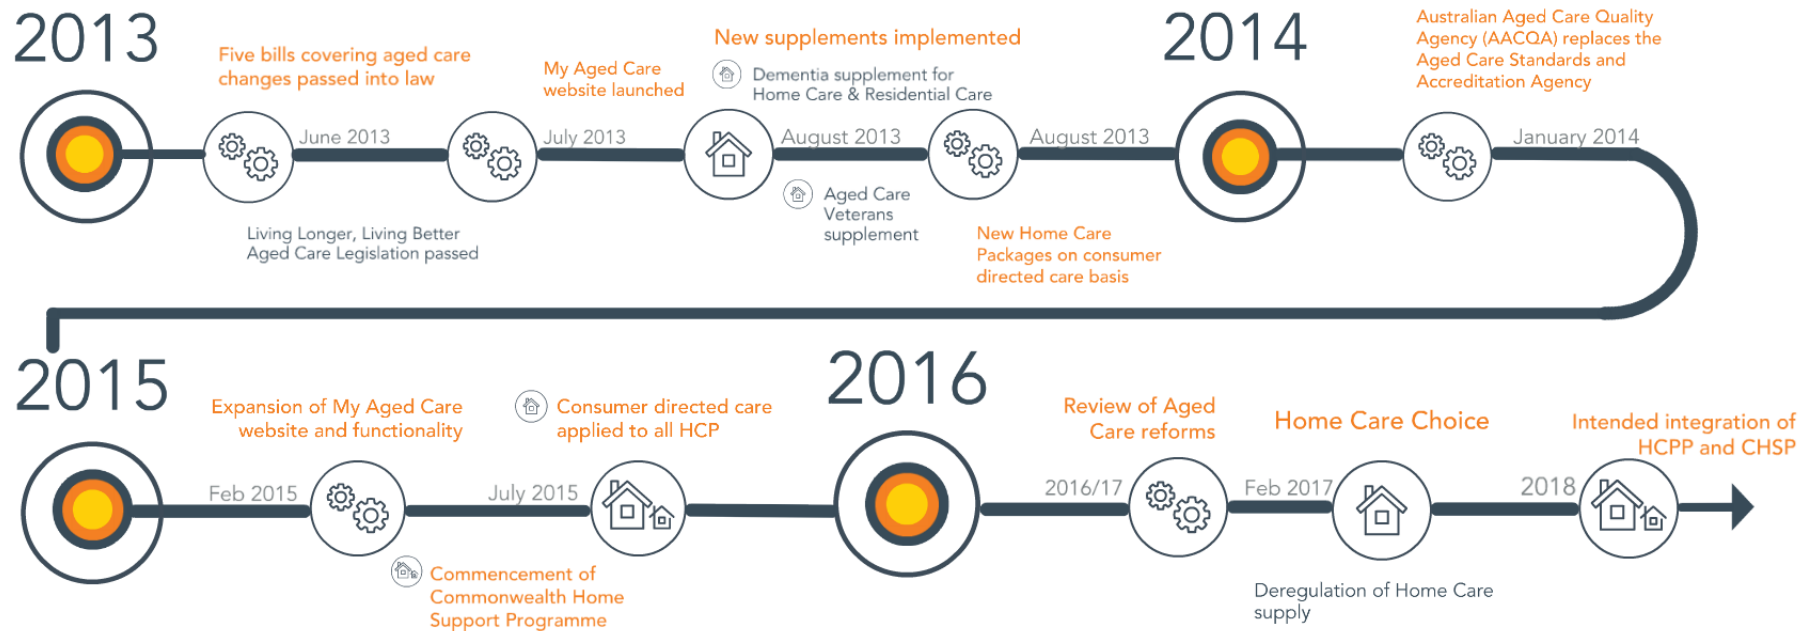 2013
Five bills covering aged care
changes passed into law
June 2013
Living Longer, Living Better
Aged Care Legislation passed
My Aged Care
website launched
July 2013
New supplements implemented
Dementia supplement for
Home Care & Residential Care
August 2013
Aged Care
Veterans
supplement
August 2013
New Home Care
Packages on consumer
directed care basis
2014
Australian Aged Care Quality
Agency (AACQA) replaces the
Aged Care Standards and
Accreditation Agency
January 2014
2015
Expansion of My Aged Care
website and functionality
Feb 2015
Consumer directed care
applied to all HCP
July 2015
Commencement of
Commonwealth Home
Support Programme
2016
Review of Aged
Care reforms
2016/17
Home Care Choice
Feb 2017
Deregulation of Home Care
supply
Intended integration of
HCPP and CHSP
2018